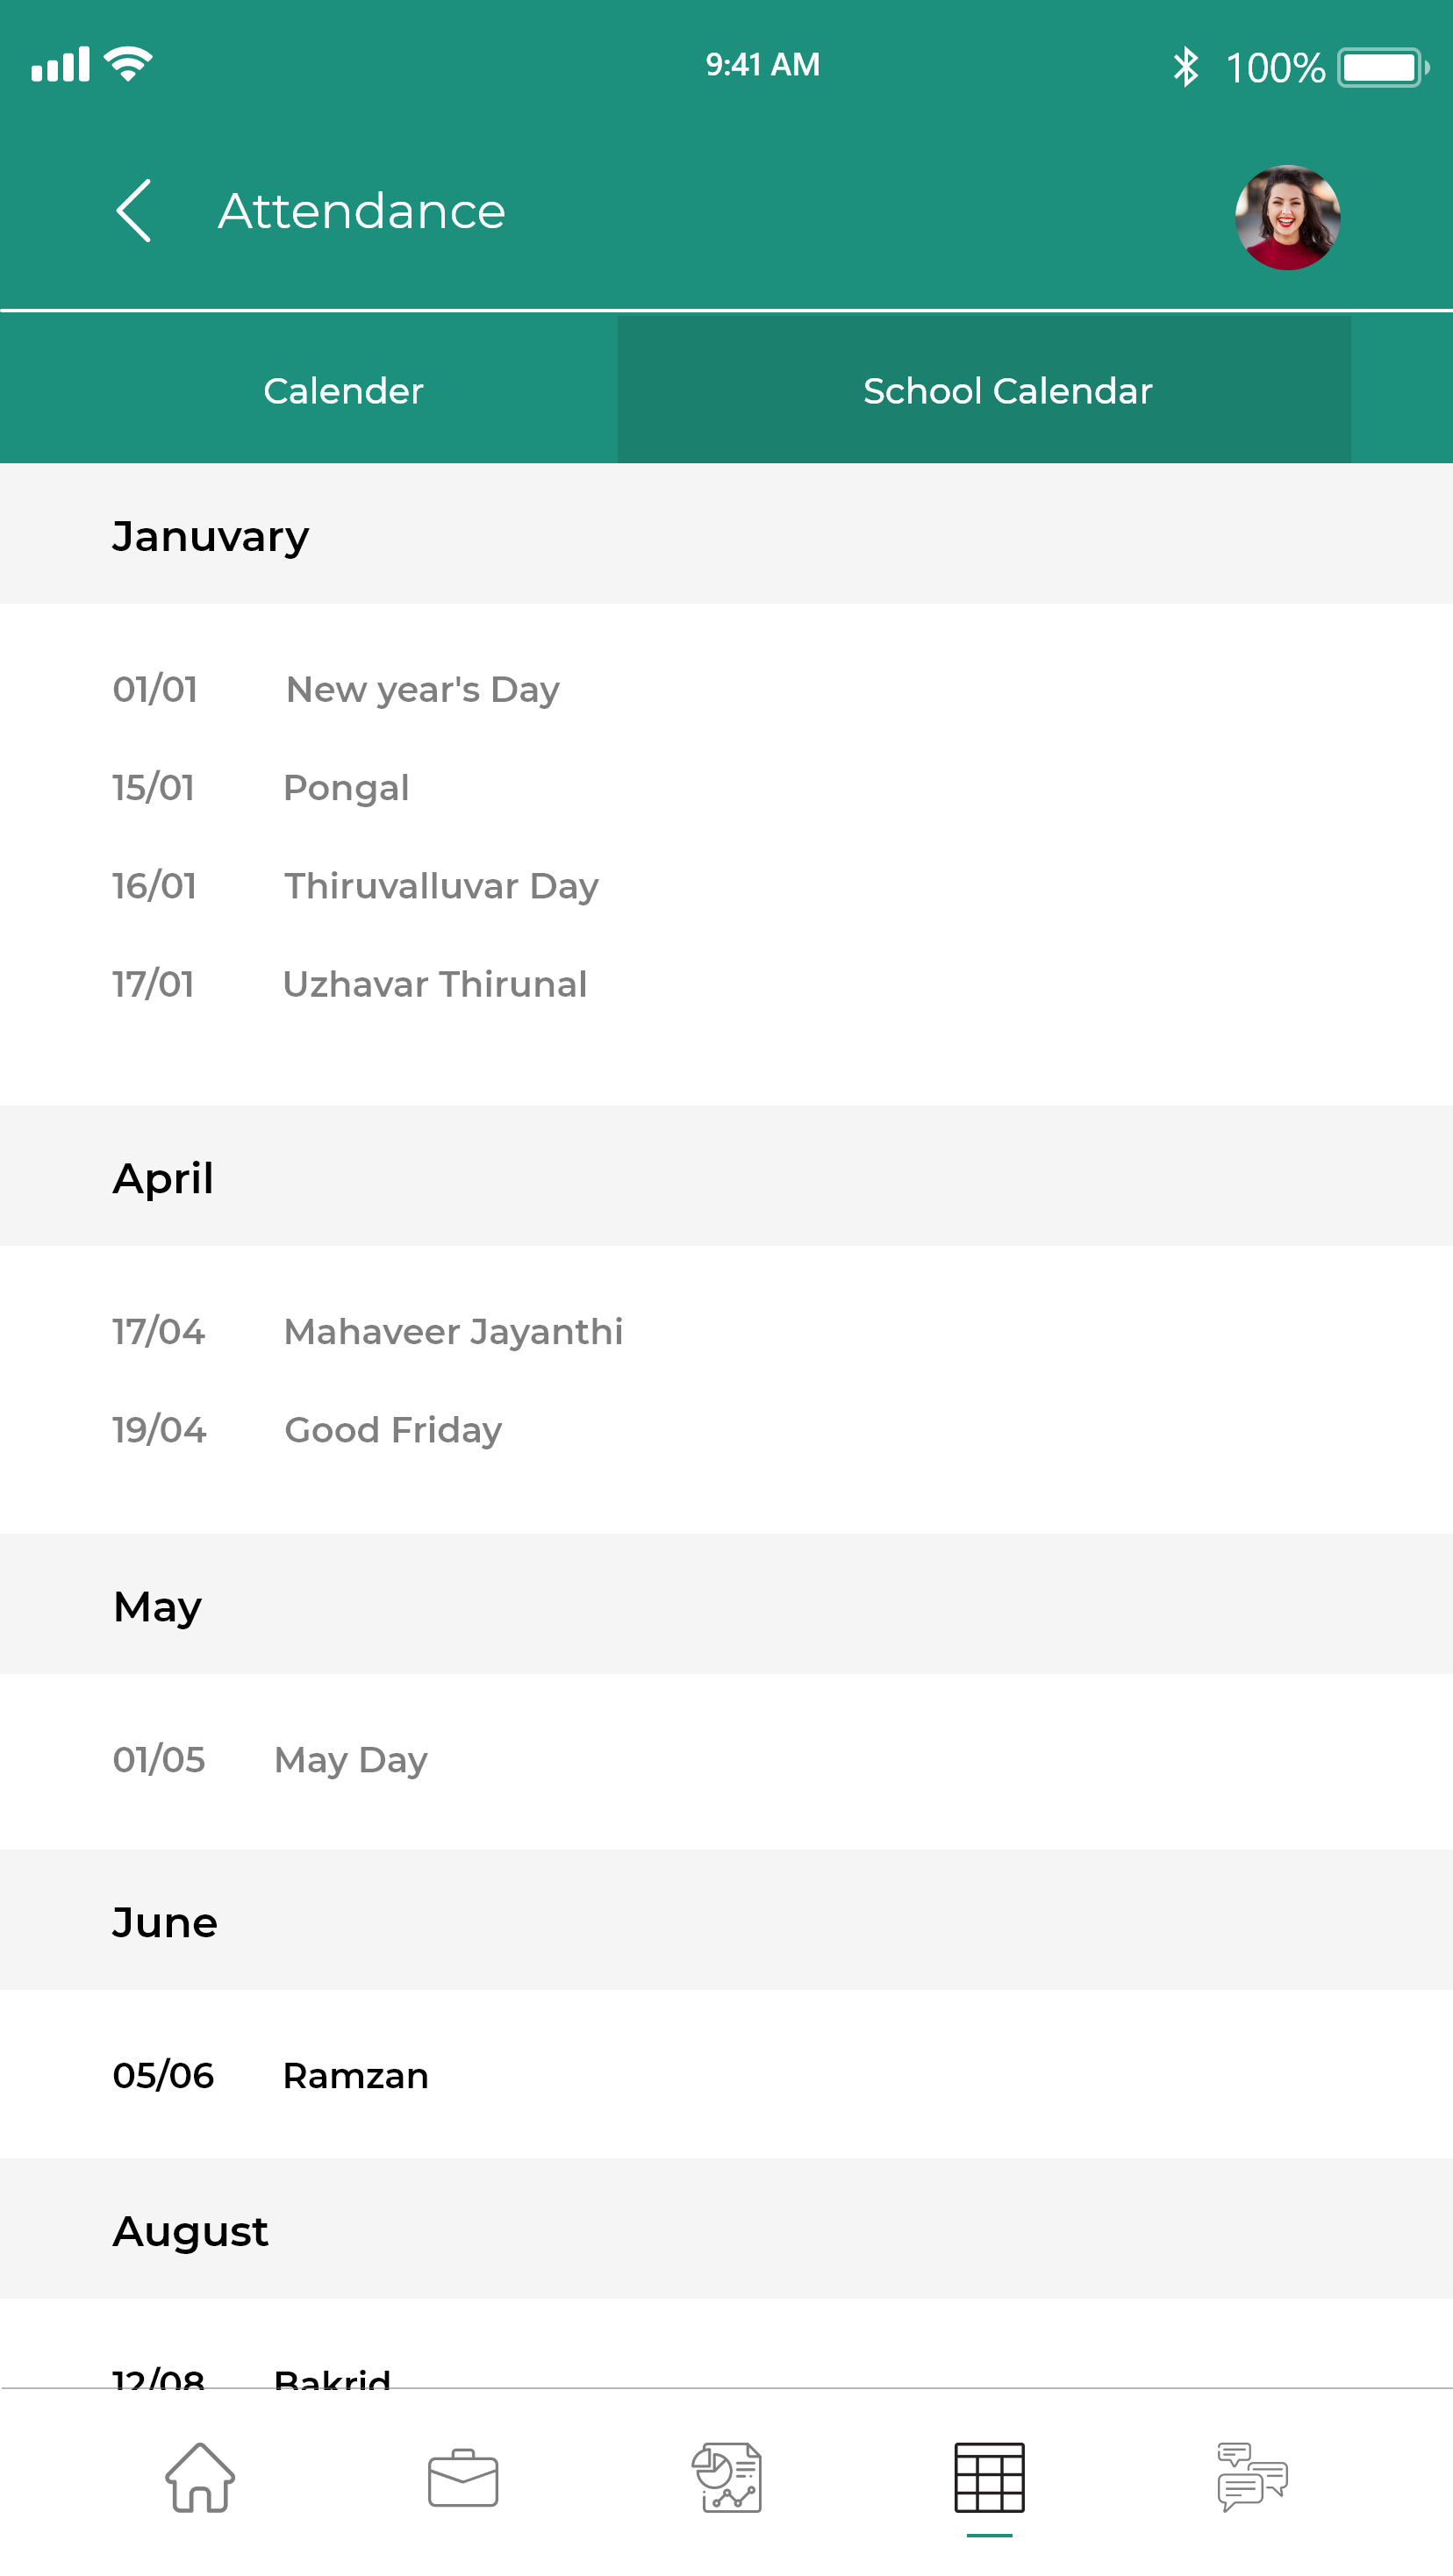 9:41 AM
100%
Attendance
Calender
School Calendar
Januvary
01/01 New year's Day
15/01 Pongal
16/01 Thiruvalluvar Day
17/01 Uzhavar Thirunal
April
17/04 Mahaveer Jayanthi
19/04 Good Friday
May
01/05 May Day
June
05/06 Ramzan
August
12/08 Bakrid